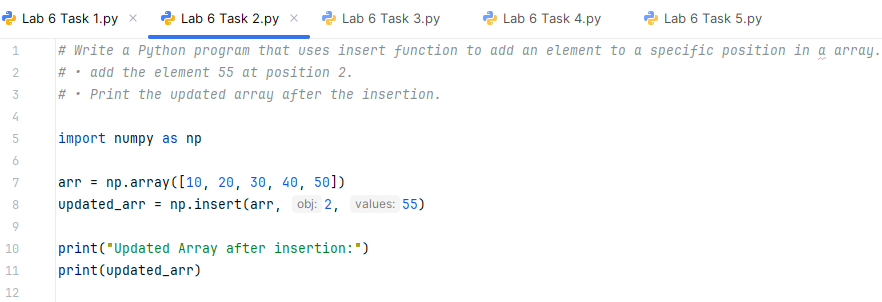 Lab 6 Task 1.py × Lab 6 Task 2.py × Lab 6 Task 3.py Lab 6 Task 4.py Lab 6 Task 5.py
1 # Write a Python program that uses insert function to add an element to a specific position in a array.
2 # • add the element 55 at position 2.
3 # • Print the updated array after the insertion.
4
5 import numpy as np
6
7 arr = np.array([10, 20, 30, 40, 50])
8 updated_arr = np.insert(arr, obj: 2, values: 55)
9
10 print("Updated Array after insertion:")
11 print(updated_arr)
12